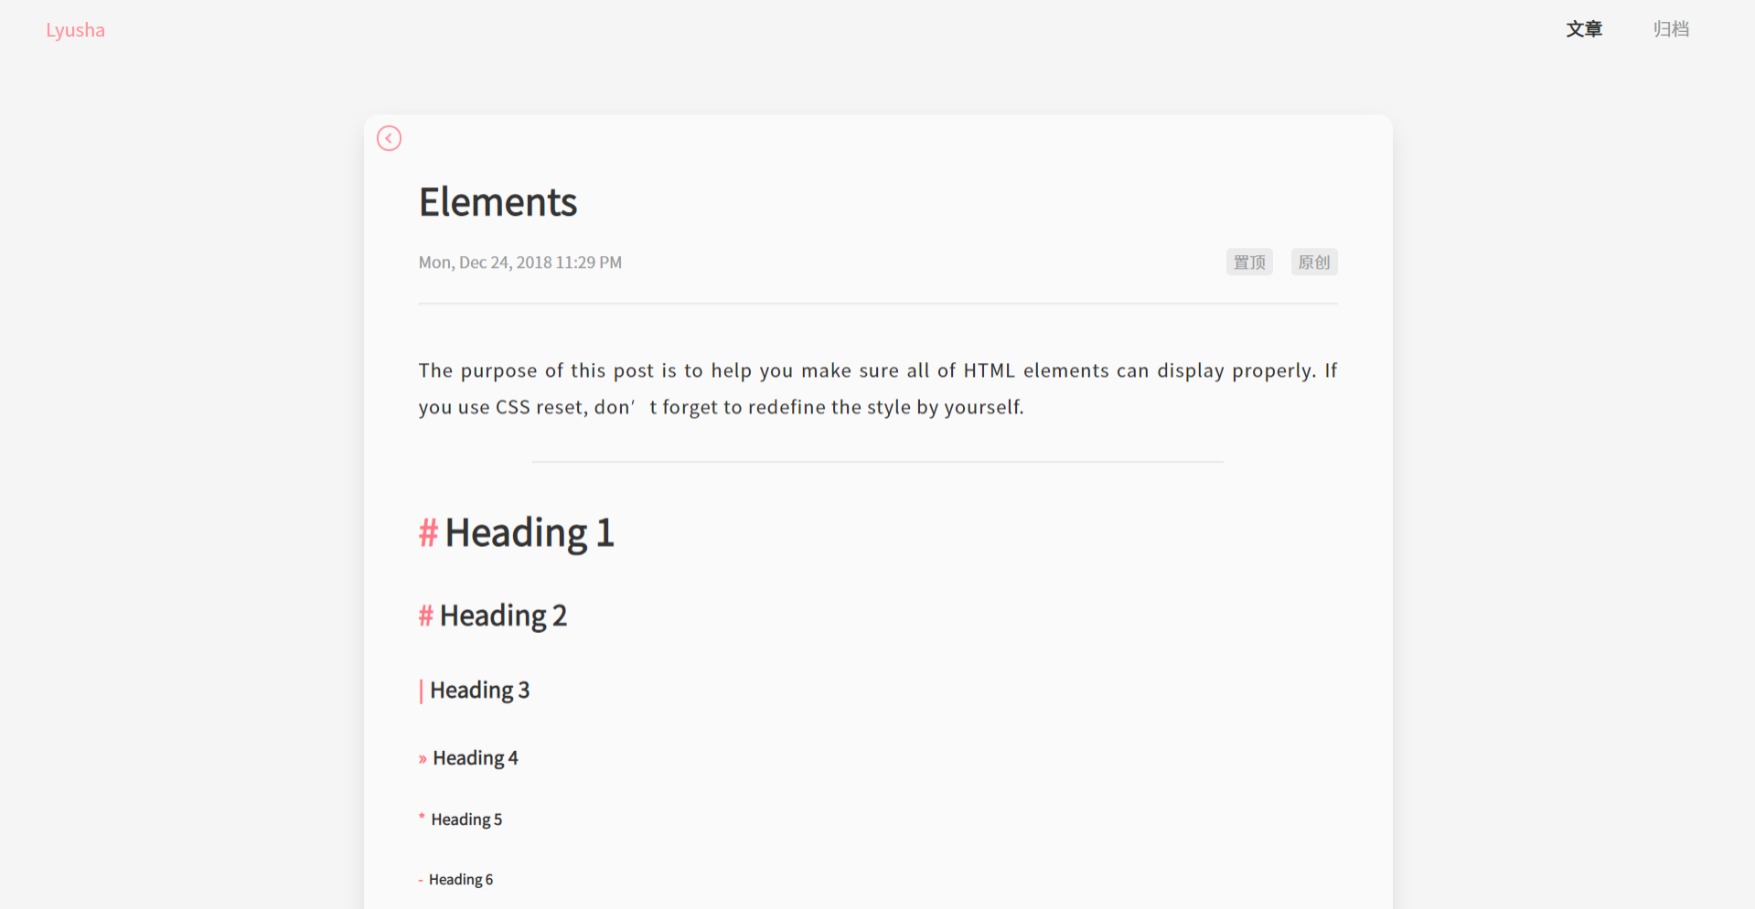 Lyusha
文章
归档
Elements
Mon, Dec 24, 2018 11:29 PM
置顶
原创
The purpose of this post is to help you make sure all of HTML elements can display properly. If
you use CSS reset, don’t forget to redefine the style by yourself.
# Heading 1
# Heading 2
| Heading 3
» Heading 4
* Heading 5
- Heading 6